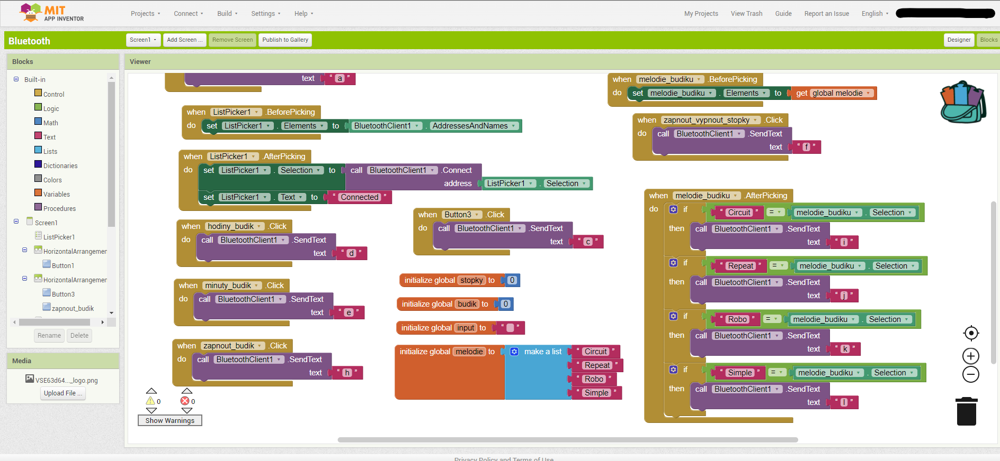 MIT
APP INVENTOR
Projects
Connect
Build
Settings
Help
My Projects
View Trash
Guide
Report an Issue
English
Bluetooth
Screen1
Add Screen ...
Remove Screen
Publish to Gallery
Designer
Blocks
Blocks
Built-in
Control
Logic
Math
Text
Lists
Dictionaries
Colors
Variables
Procedures
Screen1
ListPicker1
HorizontalArrangemer
Button1
HorizontalArrangemer
Button3
zapnout_budik
Rename
Delete
Media
VSE63d64..._logo.png
Upload File ...
Viewer
text “ a ”
when ListPicker1 .BeforePicking
do set ListPicker1 . Elements to BluetoothClient1 . AddressesAndNames
when ListPicker1 .AfterPicking
do set ListPicker1 . Selection to call BluetoothClient1 .Connect
address ListPicker1 . Selection
set ListPicker1 . Text to “ Connected ”
when hodiny_budik .Click
do call BluetoothClient1 .SendText
text “ d ”
when minuty_budik .Click
do call BluetoothClient1 .SendText
text “ e ”
when zapnout_budik .Click
do call BluetoothClient1 .SendText
text “ h ”
0
0
Show Warnings
when Button3 .Click
do call BluetoothClient1 .SendText
text “ c ”
initialize global stopky to 0
initialize global budik to 0
initialize global input to “ ”
initialize global melodie to make a list “ Circuit ”
“ Repeat ”
“ Robo ”
“ Simple ”
when melodie_budiku .BeforePicking
do set melodie_budiku . Elements to get global melodie
when zapnout_vypnout_stopky .Click
do call BluetoothClient1 .SendText
text “ f ”
when melodie_budiku .AfterPicking
do if “ Circuit ” = melodie_budiku . Selection
then call BluetoothClient1 .SendText
text “ i ”
if “ Repeat ” = melodie_budiku . Selection
then call BluetoothClient1 .SendText
text “ j ”
if “ Robo ” = melodie_budiku . Selection
then call BluetoothClient1 .SendText
text “ k ”
if “ Simple ” = melodie_budiku . Selection
then call BluetoothClient1 .SendText
text “ l ”
Privacy Policy and Terms of Use